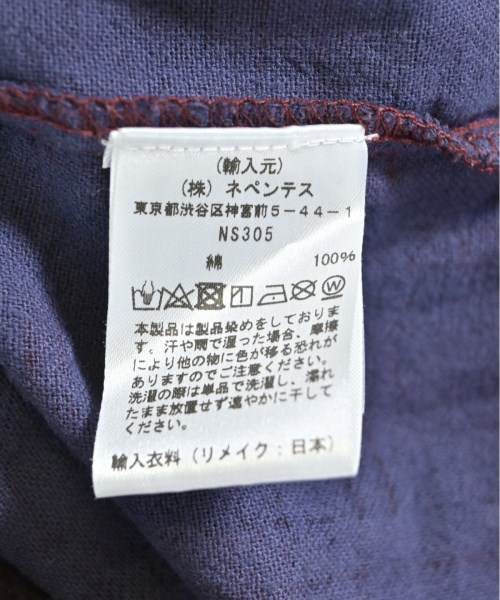 (輸入元)
(株) ネペンテス
東京都渋谷区神宮前5-44-1
NS305
綿 100%
本製品は製品染めをしておりま
す。汗や雨で湿った場合、摩擦
により他の物に色が移る恐れが
ありますのでご注意ください。
洗濯の際は単品で洗濯し、濡れ
たまま放置せず速やかに干して
ください。
輸入衣料 (リメイク:日本)